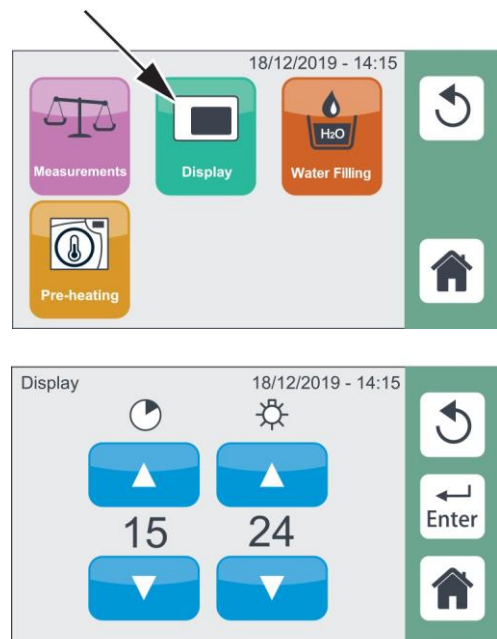 18/12/2019 - 14:15
Measurements
Display
H₂O
Water Filling
Pre-heating
Display
18/12/2019 - 14:15
15
24
Enter